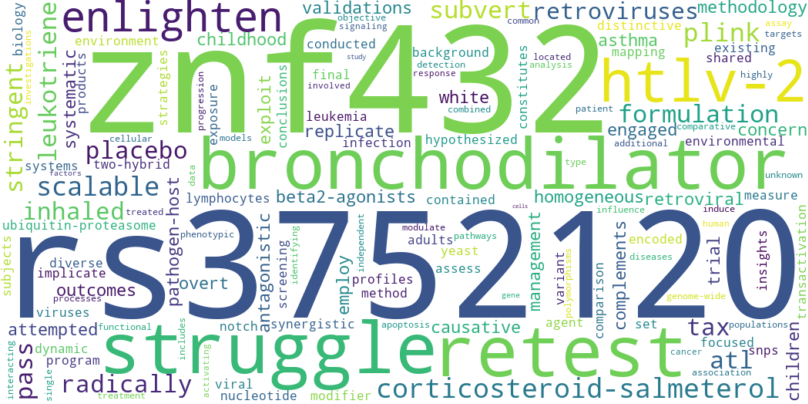 biology
investigations
leukotriene
enlighten
environment
products
systematic
strategies
childhood
progression
exposure
znf432
exploit
conclusions
validations
objective
signaling
conducted
study
final
involved
background
detection
response
white
combined
leukemia
replicate
infection
hypothesized
subvert
common
constitutes
located
analysis
retroviruses
distinctive
asthma
mapping
methodology
plink
existing
shared
assay
targets
highly
htlv-2
patient
formulation
engaged
comparative
concern
additional
environmental
stringent
placebo
cellular
two-hybrid
models
systems
factors
scalable
treated
inhaled
pathogen-host
data
bronchodilator
type
unknown
lymphocytes
beta2-agonists
contained
cells
homogeneous
influence
retroviral
measure
induce
ubiquitin-proteasome
subjects
rs3752120
phenotypic
diverse
implicate
outcomes
processes
viruses
overt
antagonistic
screening
identifying
independent
employ
modulate
adults
profiles
method
pathways
yeast
assess
gene
management
variant
polymorphisms
comparison
complements
encoded
diseases
human
genome-wide
trial
insights
transactivation
attempted
functional
dynamic
program
pass
interacting
single
radically
treatment
struggle
includes
activating
notch
viral
nucleotide
synergistic
apoptosis
modifier
causative
agent
retest
set
focused
cancer
snps
association
atl
tax
populations
children
corticosteroid-salmeterol